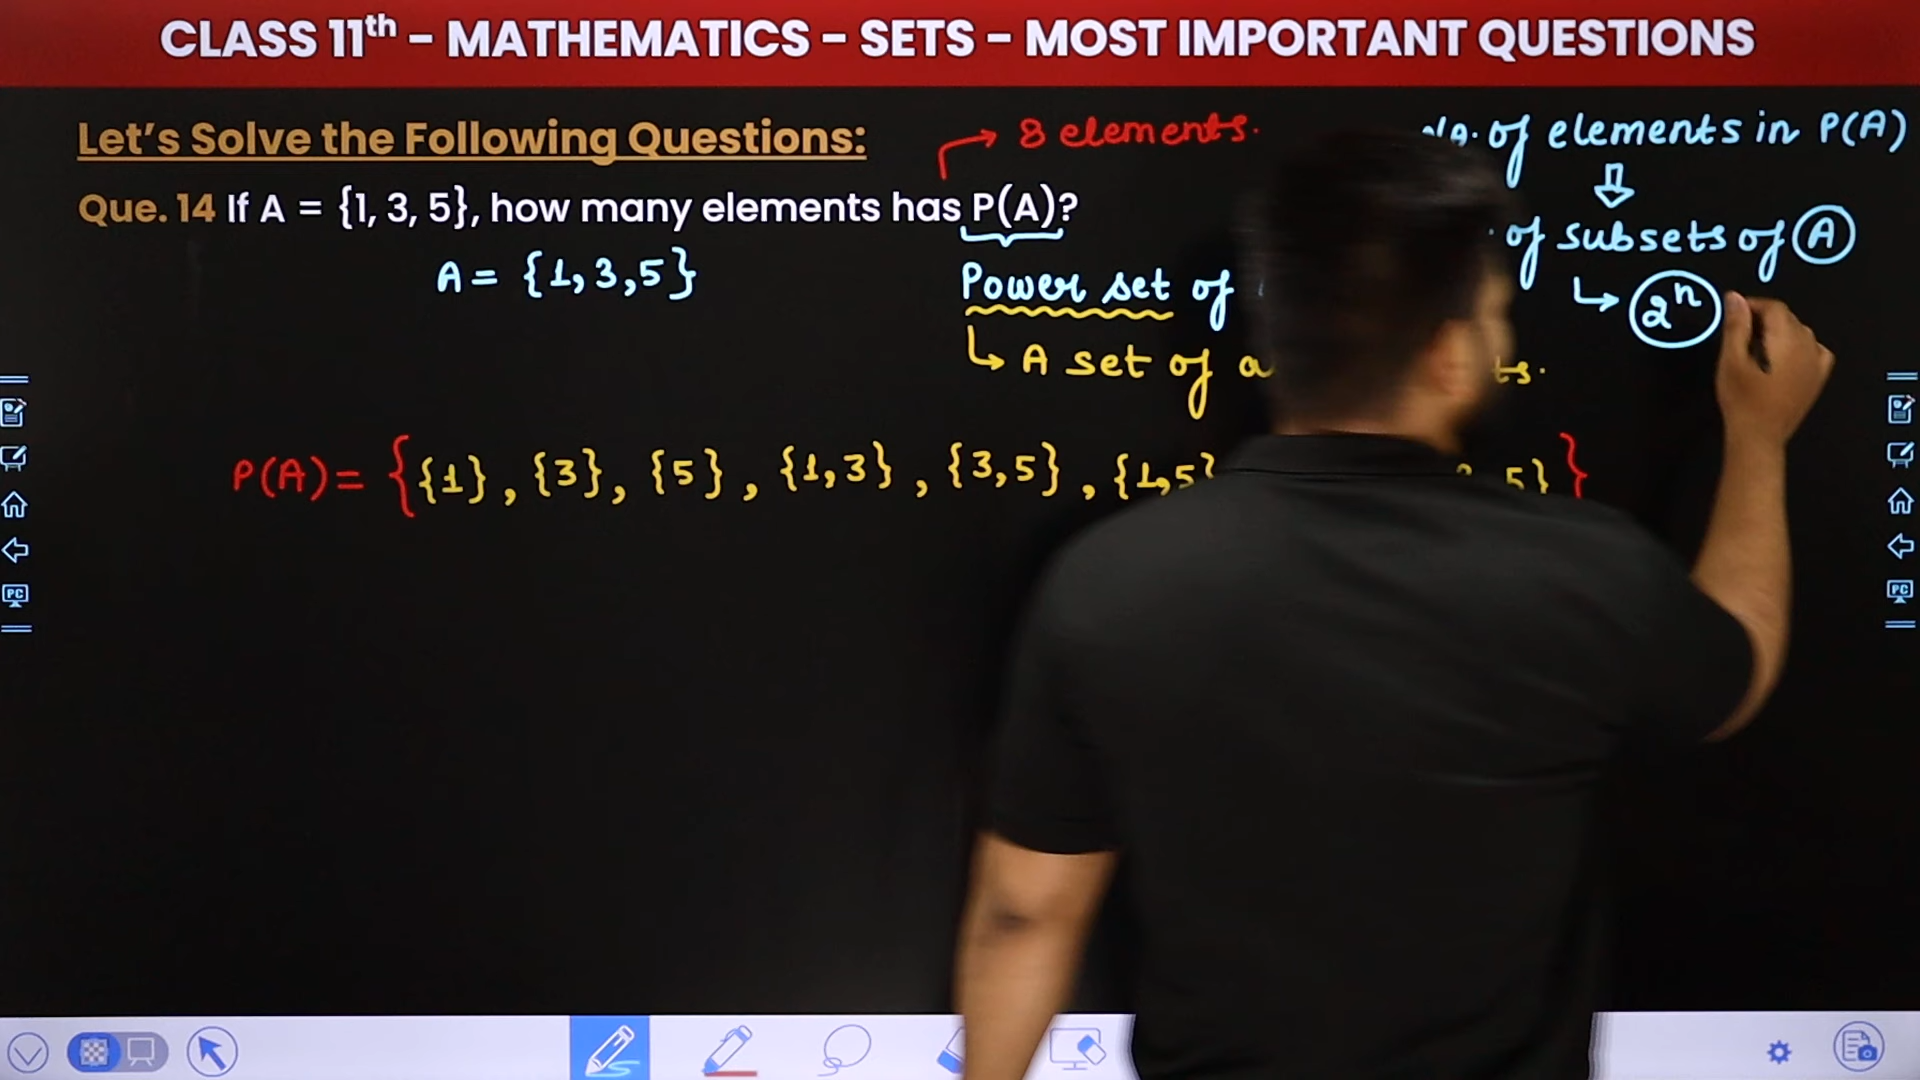 CLASS 11th - MATHEMATICS - SETS - MOST IMPORTANT QUESTIONS
Let's Solve the Following Questions:
Que. 14 If A = {1, 3, 5}, how many elements has P(A)?
A = {1, 3, 5}
→ 8 elements.
Power set of
↳ A set of
P(A) = { {1}, {3}, {5}, {1,3}, {3,5}, {1,5 5} }
of elements in P(A)
⇩
of subsets of A
↳ 2ⁿ
PC
PC